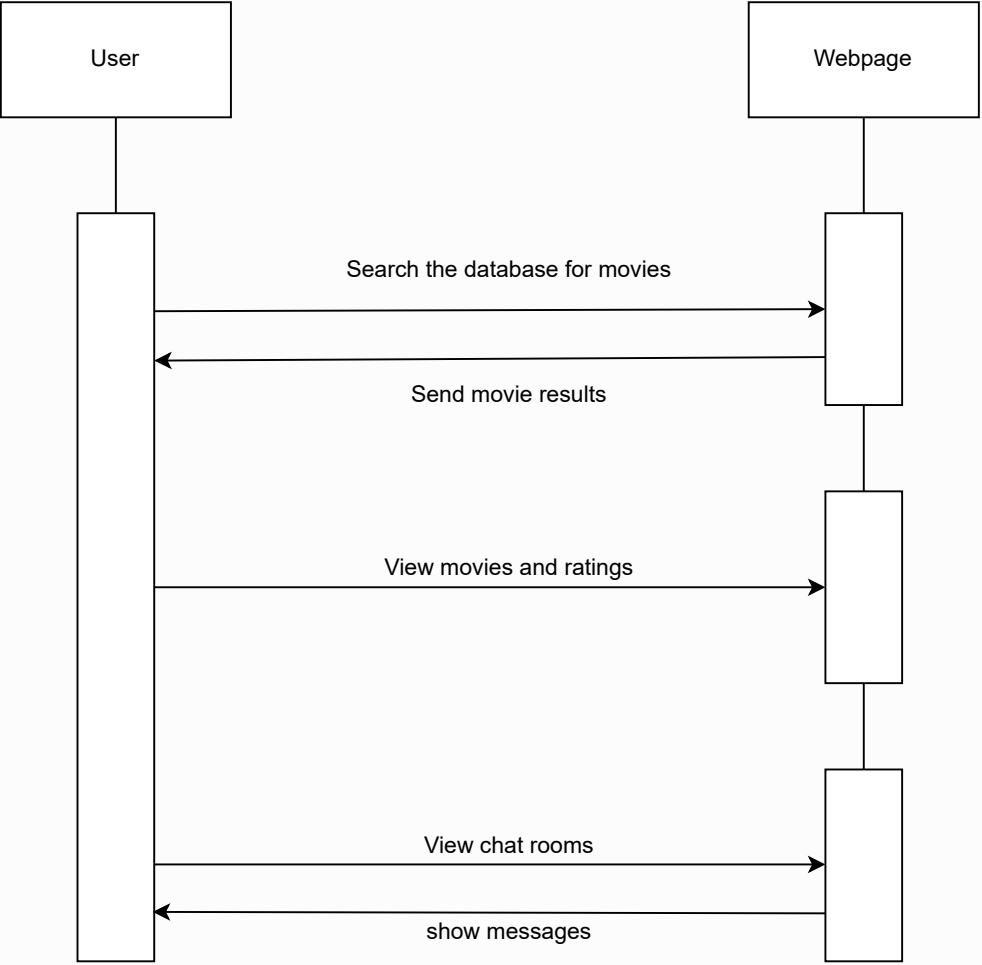 User
Webpage
Search the database for movies
Send movie results
View movies and ratings
View chat rooms
show messages